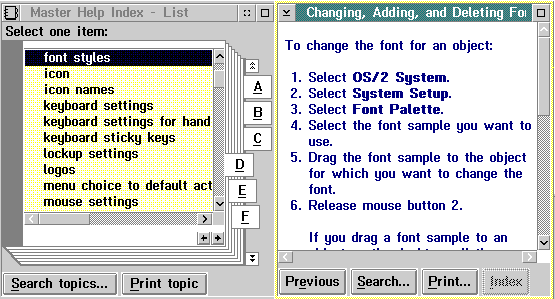 Master Help Index - List
Select one item:
font styles
icon
icon names
keyboard settings
keyboard settings for hand
keyboard sticky keys
lockup settings
logos
menu choice to default act
mouse settings
A
B
C
D
E
F
Search topics...
Print topic
Changing, Adding, and Deleting For
To change the font for an object:
1. Select OS/2 System.
2. Select System Setup.
3. Select Font Palette.
4. Select the font sample you want to
use.
5. Drag the font sample to the object
for which you want to change the
font.
6. Release mouse button 2.
If you drag a font sample to an
Previous
Search...
Print...
Index